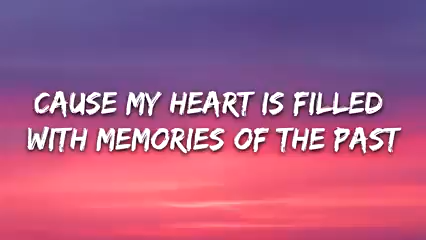 CAUSE MY HEART IS FILLED
WITH MEMORIES OF THE PAST